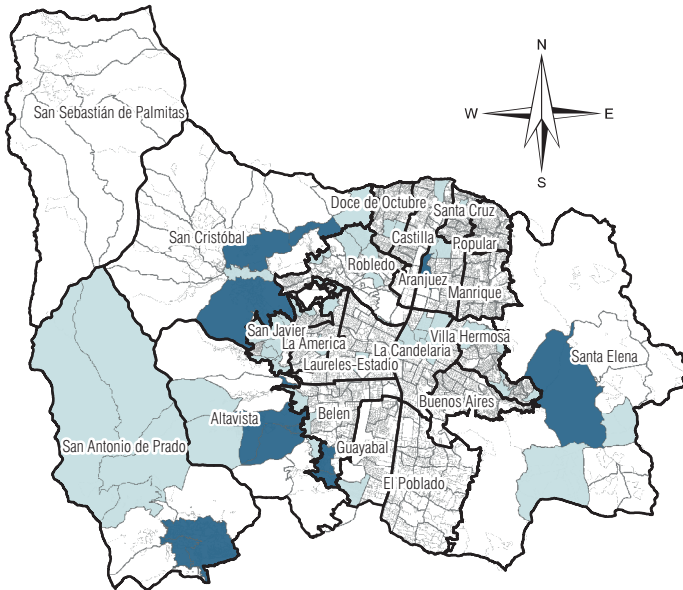 N
San Sebastián de Palmitas
W
E
S
Doce de Octubre
Santa Cruz
San Cristóbal
Castilla
Popular
Robledo
Aranjuez
Manrique
San Javier
Villa Hermosa
La America
La Candelaria
Santa Elena
Laureles-Estadio
Buenos Aires
Altavista
Belen
San Antonio de Prado
Guayabal
El Poblado